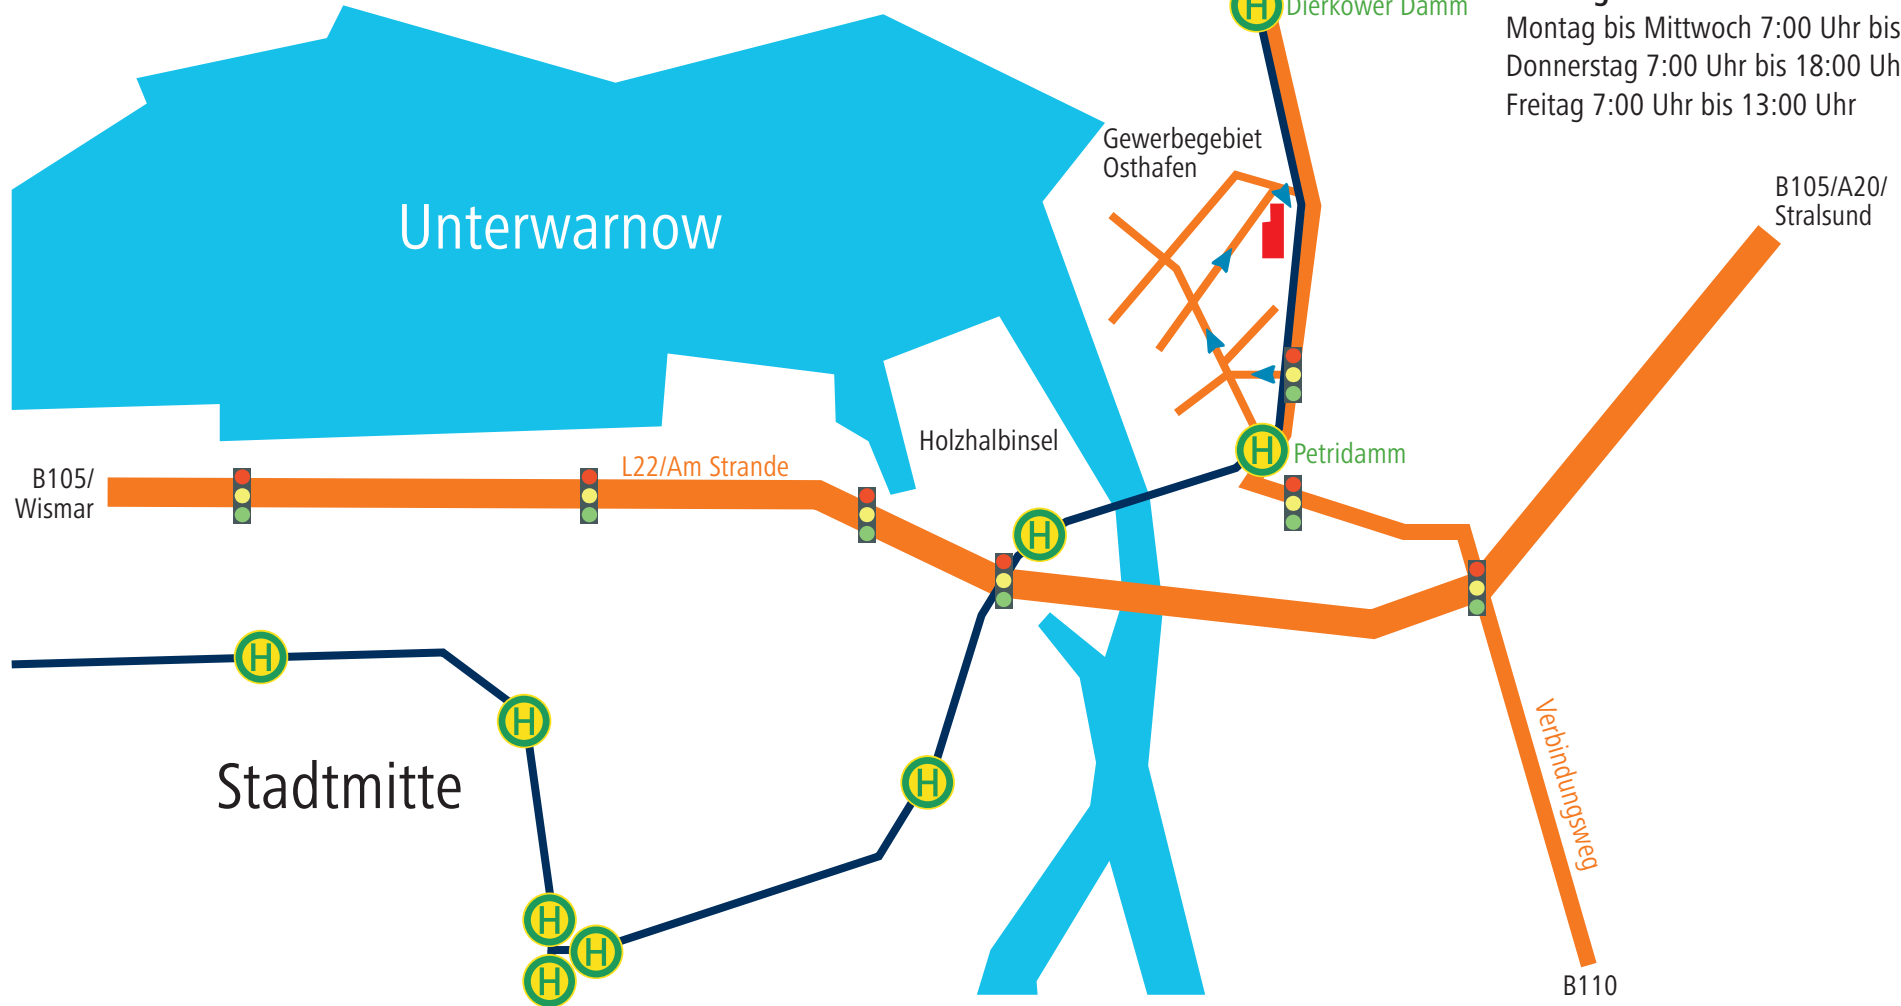 Dierkower Damm
Montag bis Mittwoch 7:00 Uhr bis
Donnerstag 7:00 Uhr bis 18:00 Uh
Freitag 7:00 Uhr bis 13:00 Uhr
Gewerbegebiet
Osthafen
B105/A20/
Stralsund
Unterwarnow
Holzhalbinsel
Petridamm
L22/Am Strande
B105/
Wismar
Stadtmitte
Verbindungsweg
B110
H
H
H
H
H
H
H
H
H